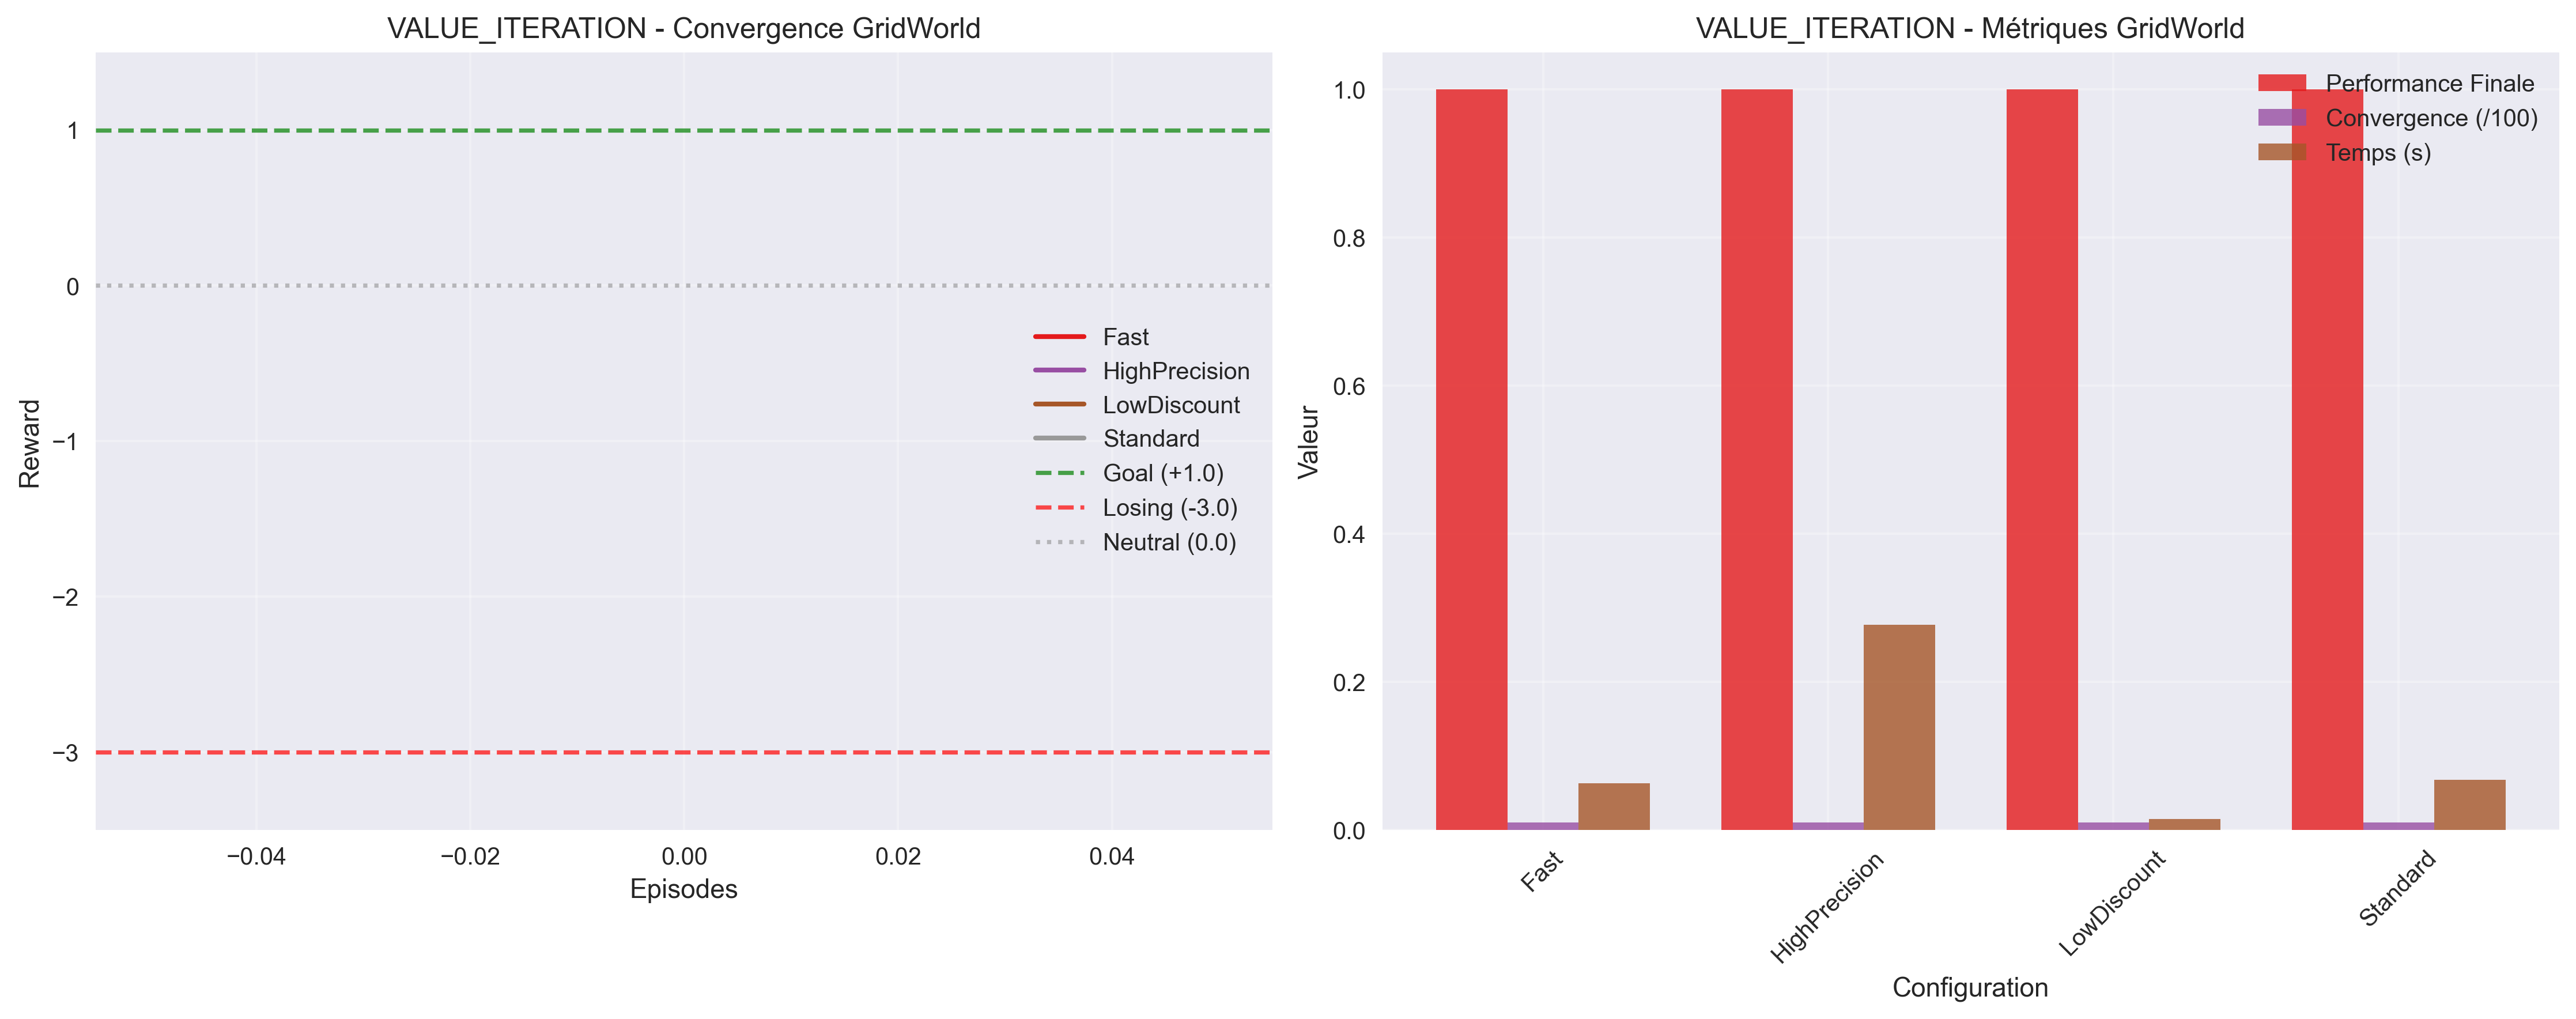 VALUE_ITERATION - Convergence GridWorld
1
0
−1
−2
−3
Reward
Fast
HighPrecision
LowDiscount
Standard
Goal (+1.0)
Losing (-3.0)
Neutral (0.0)
−0.04
−0.02
0.00
0.02
0.04
Episodes
VALUE_ITERATION - Métriques GridWorld
1.0
0.8
0.6
0.4
0.2
0.0
Valeur
Performance Finale
Convergence (/100)
Temps (s)
Fast
HighPrecision
LowDiscount
Standard
Configuration